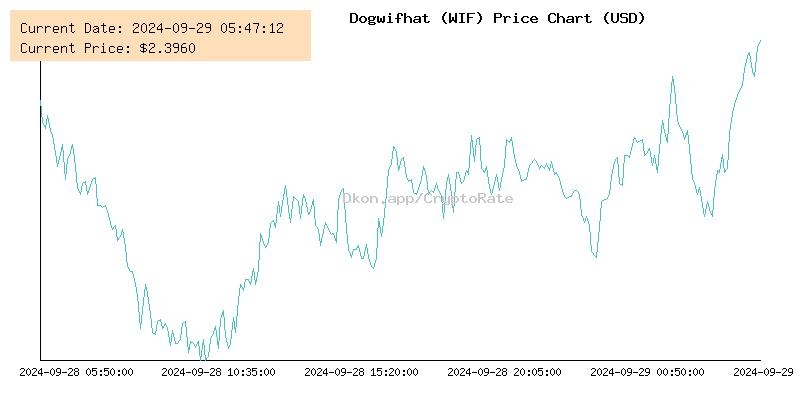 Dogwifhat (WIF) Price Chart (USD)
Current Date: 2024-09-29 05:47:12
Current Price: $2.3960
Okon.app/CryptoRate
2024-09-28 05:50:00 2024-09-28 10:35:00 2024-09-28 15:20:00 2024-09-28 20:05:00 2024-09-29 00:50:00 2024-09-29